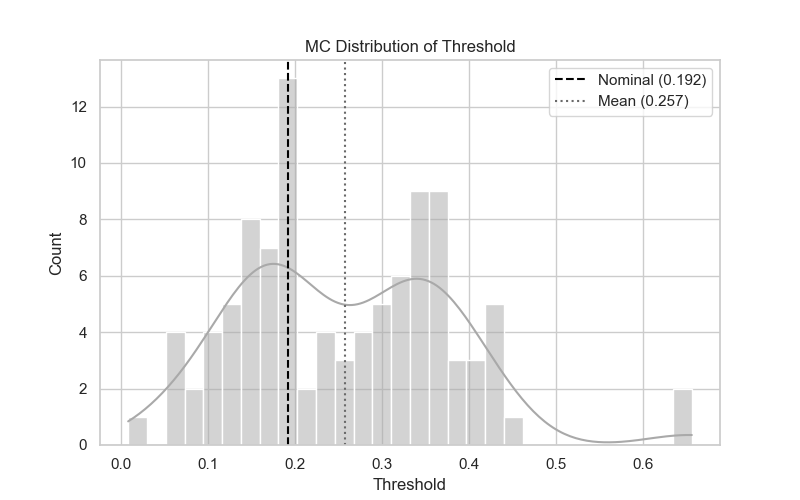 MC Distribution of Threshold
Nominal (0.192)
Mean (0.257)
Count
12
10
8
6
4
2
0
0.0 0.1 0.2 0.3 0.4 0.5 0.6
Threshold